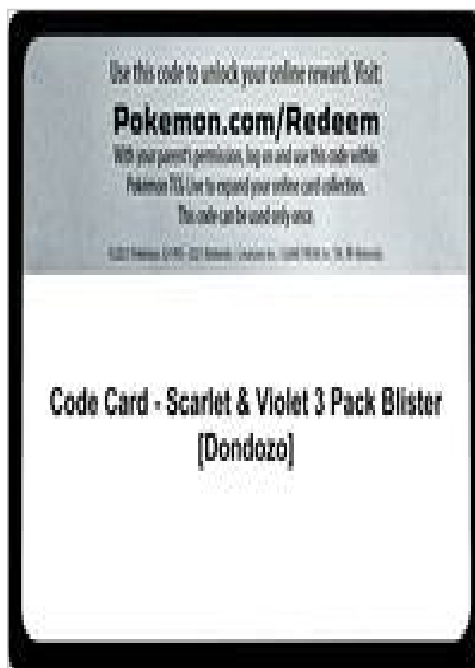 Use this code to unlock your online reward. Visit:
Pokemon.com/Redeem
With your parent's permission, log on and use this code within
Pokémon TCG Live to expand your online card collection.
This code can be used only once.
Code Card - Scarlet & Violet 3 Pack Blister
[Dondozo]